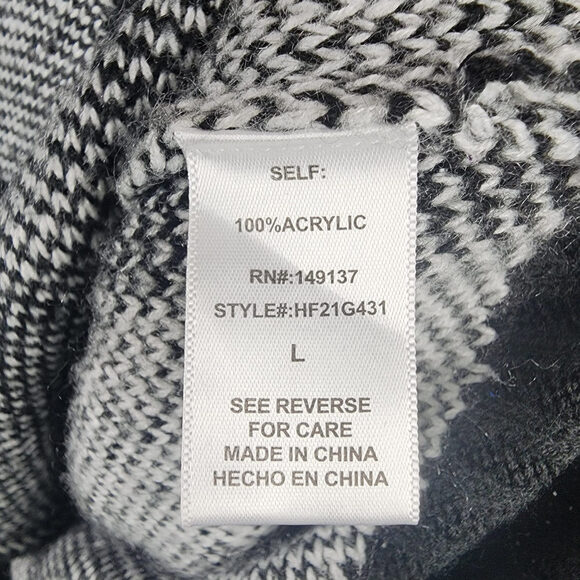 SELF:
100%ACRYLIC
RN#:149137
STYLE#:HF21G431
L
SEE REVERSE
FOR CARE
MADE IN CHINA
HECHO EN CHINA